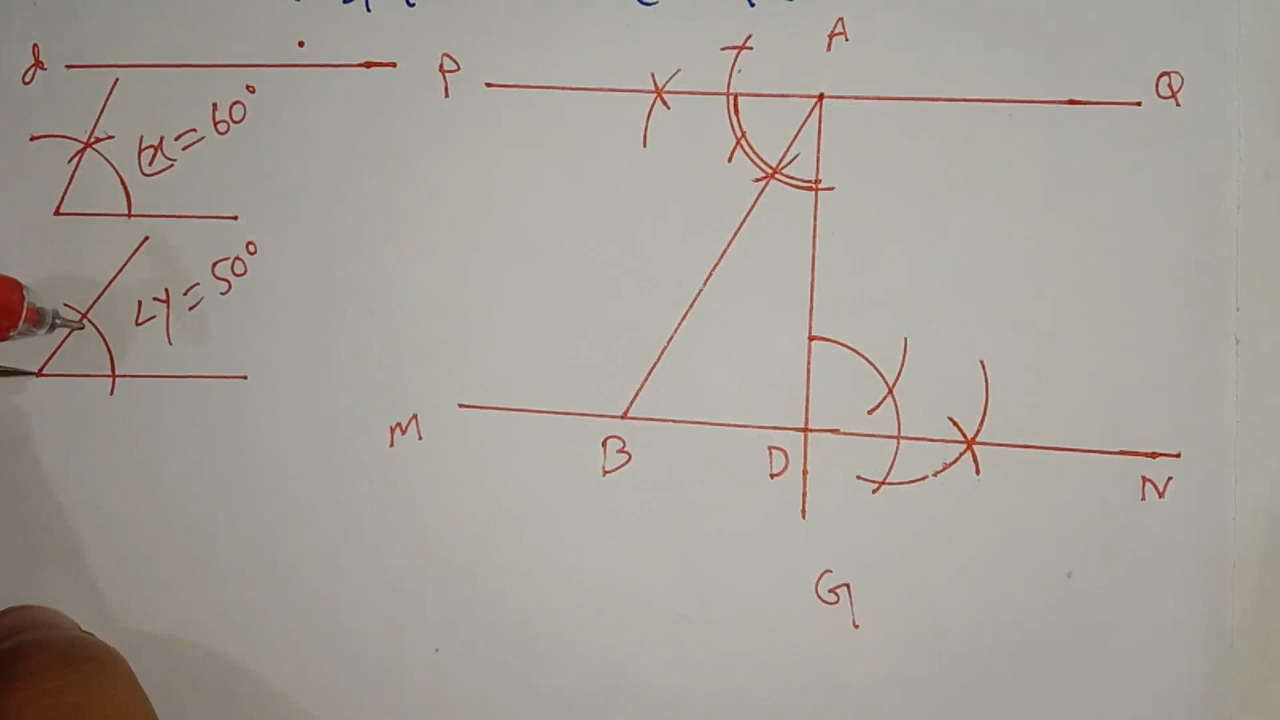 d
∠x = 60°
∠y = 50°
P A Q
M B D N
G